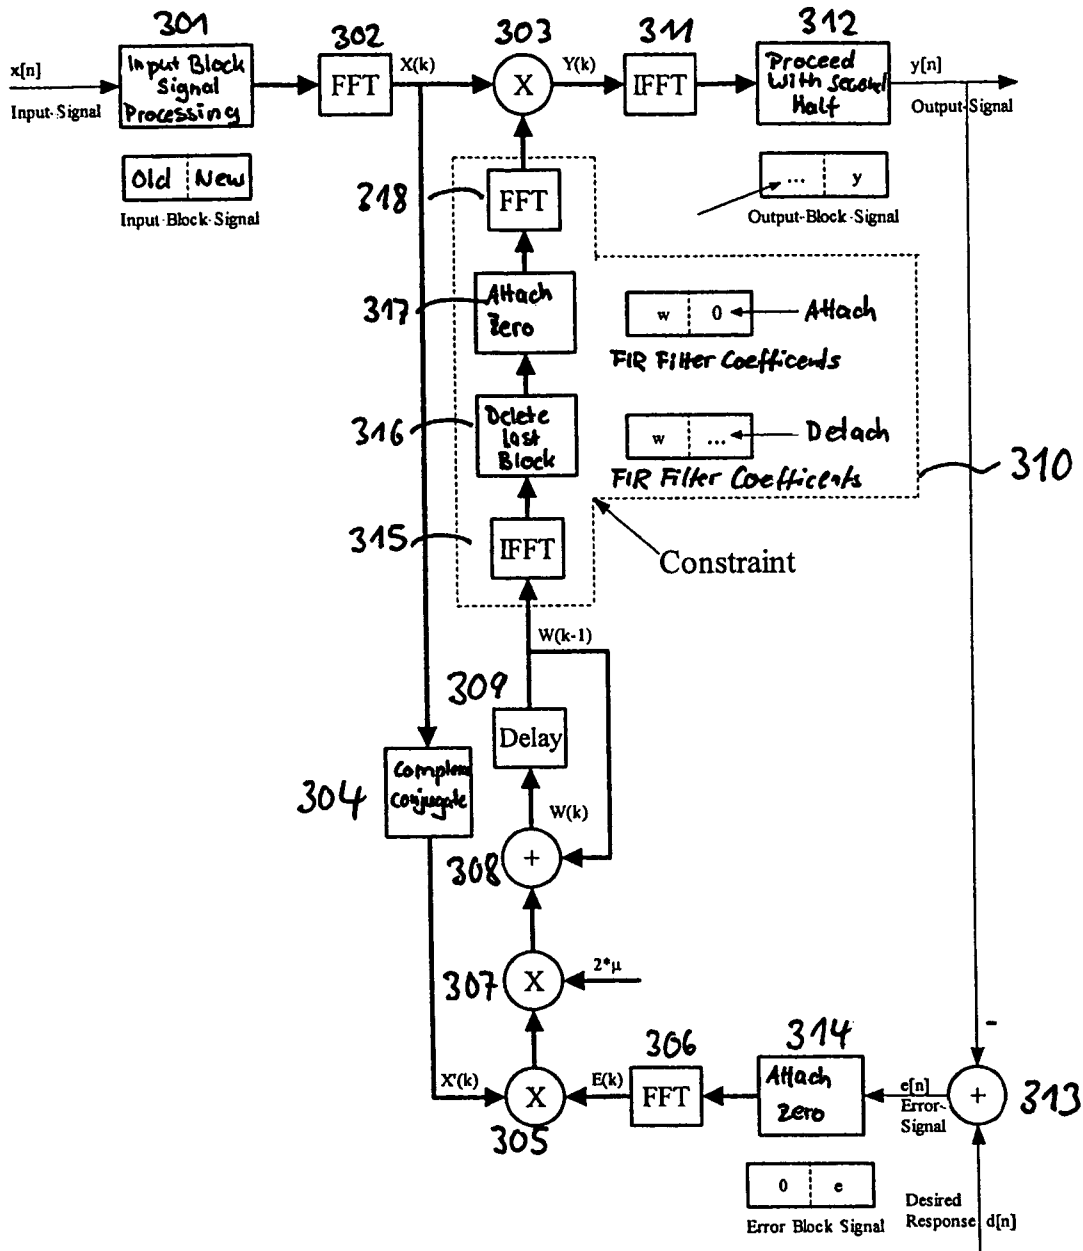 301
302
303
311
312
x[n]
Input-Signal
Input Block
Signal
Processing
FFT
X(k)
X
Y(k)
IFFT
Proceed
With second
Half
y[n]
Output-Signal
Old New
Input-Block-Signal
318
FFT
... y
Output-Block-Signal
317
Attach
Zero
w 0
Attach
FIR Filter Coefficents
316
Delete
last
Block
w ...
Detach
FIR Filter Coefficents
310
315
IFFT
Constraint
W(k-1)
309
Delay
304
Complex
conjugate
W(k)
308
+
307
X
2*μ
306
314
-
X'(k)
X
305
E(k)
FFT
Attach
Zero
e[n]
Error-
Signal
+
313
0 e
Error Block Signal
Desired
Response d[n]